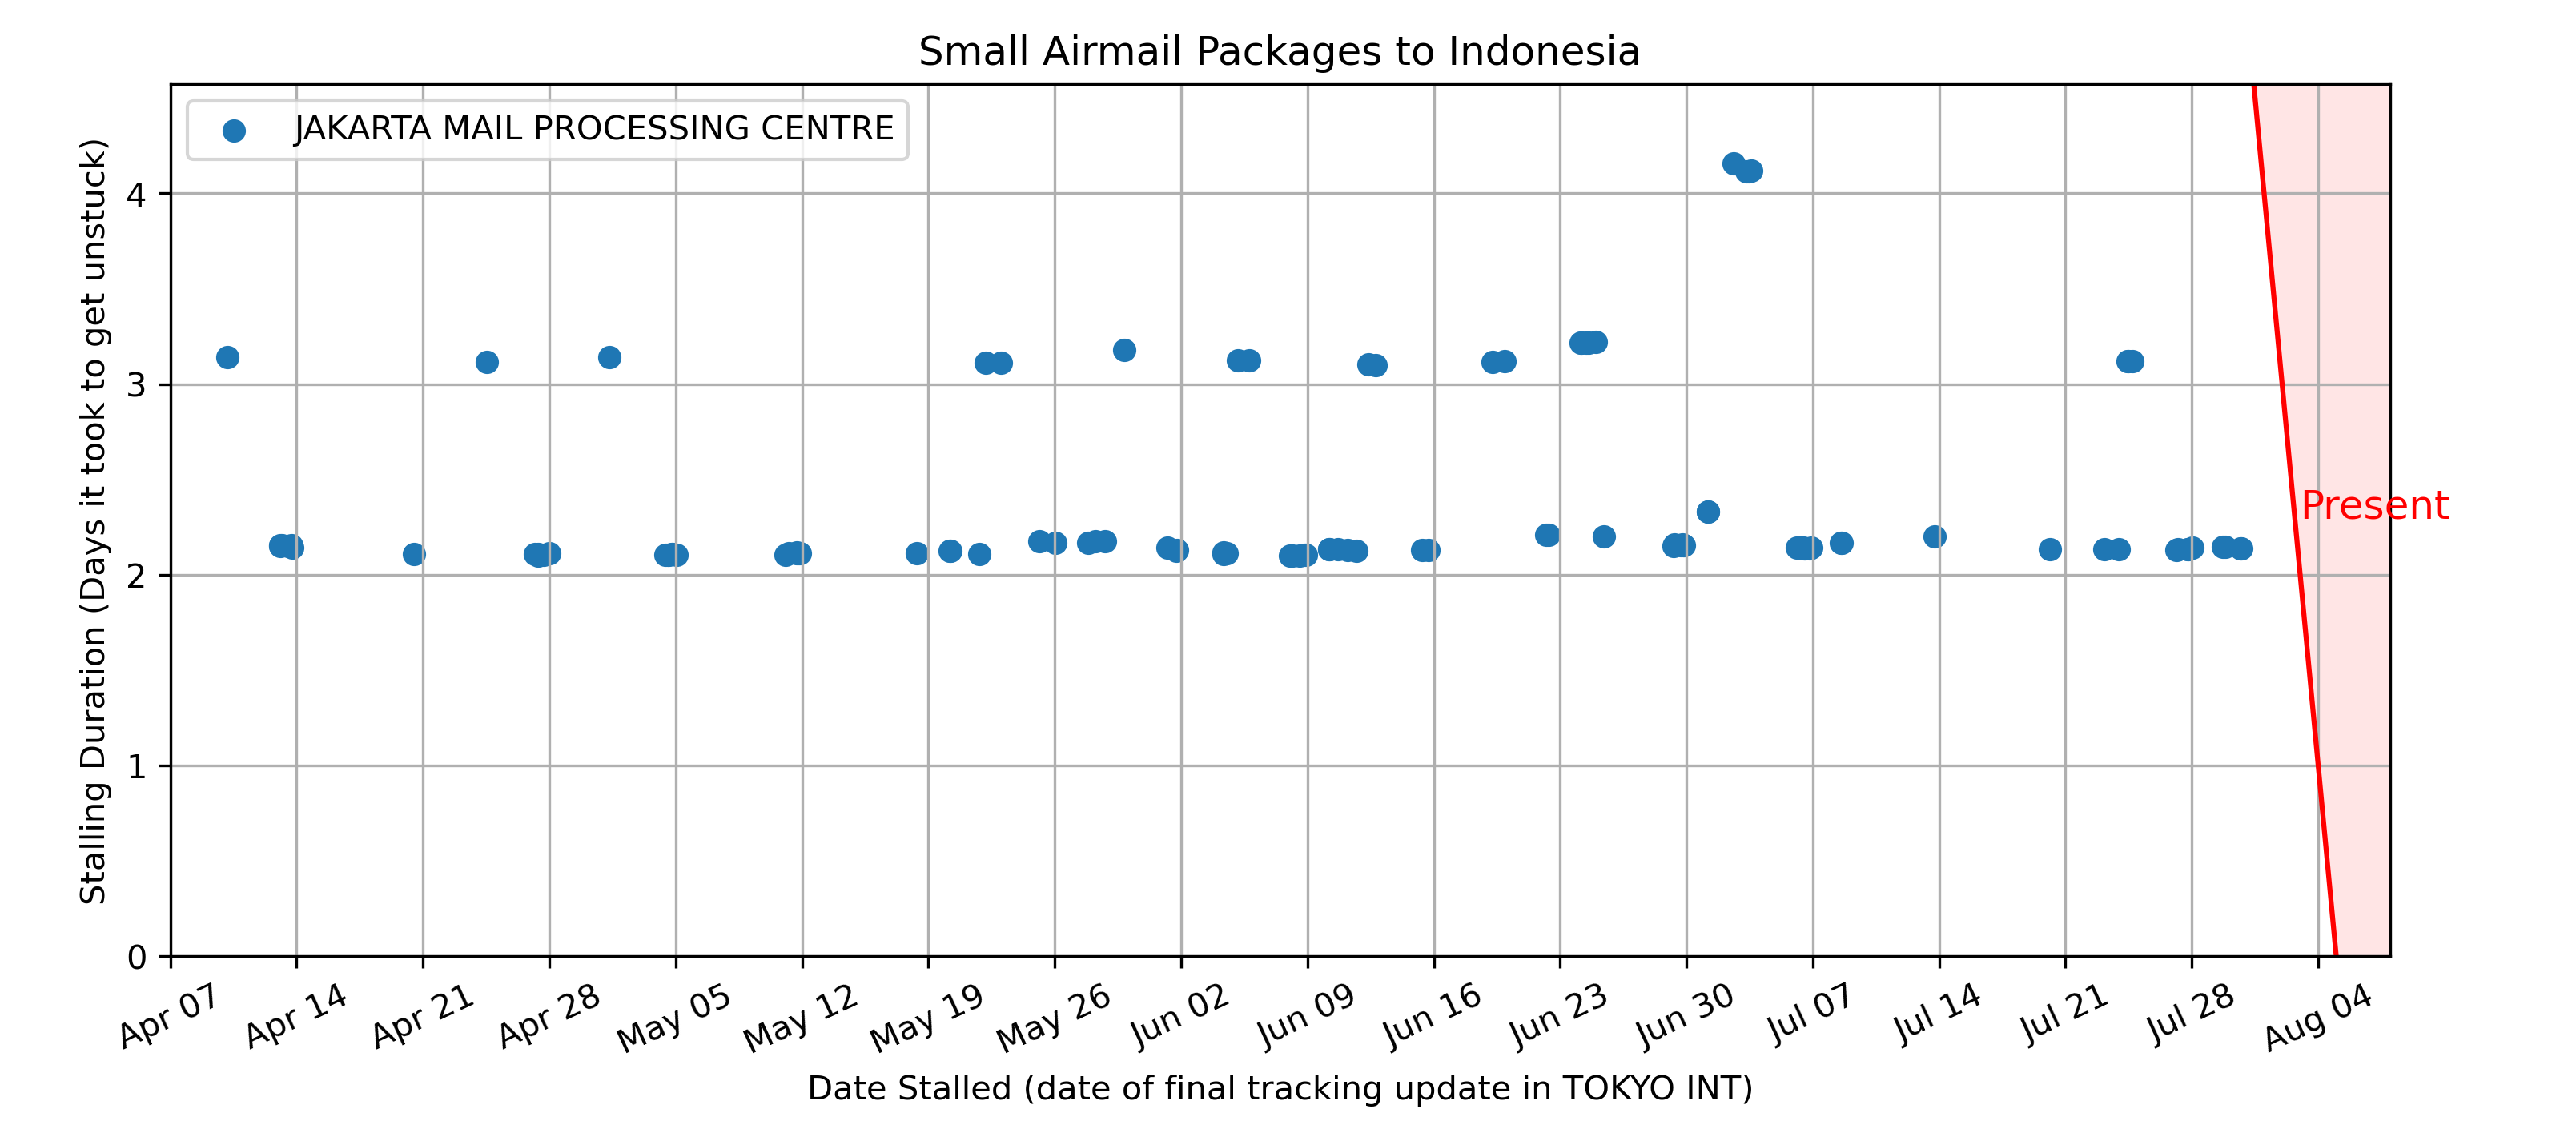 Small Airmail Packages to Indonesia
JAKARTA MAIL PROCESSING CENTRE
Stalling Duration (Days it took to get unstuck)
4
3
2
1
0
Present
Apr 07
Apr 14
Apr 21
Apr 28
May 05
May 12
May 19
May 26
Jun 02
Jun 09
Jun 16
Jun 23
Jun 30
Jul 07
Jul 14
Jul 21
Jul 28
Aug 04
Date Stalled (date of final tracking update in TOKYO INT)